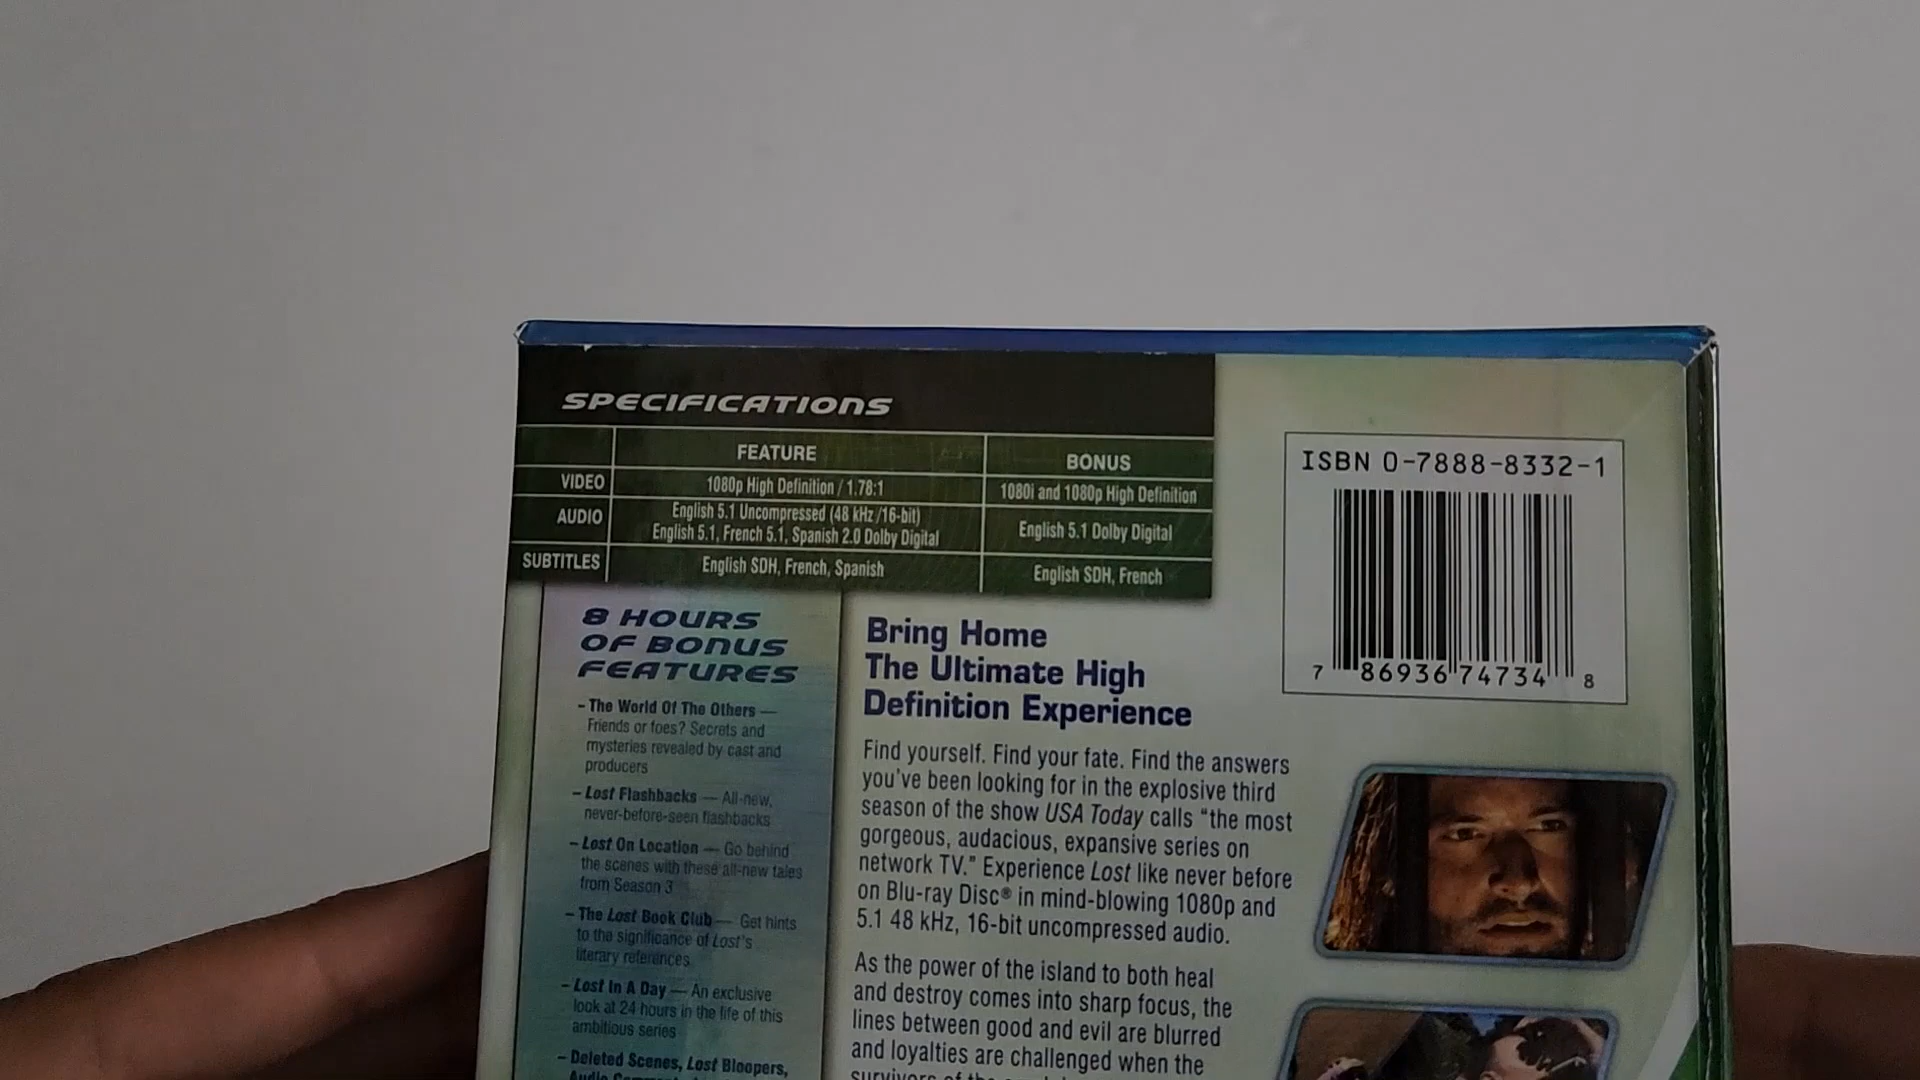 SPECIFICATIONS
FEATURE BONUS
VIDEO 1080p High Definition / 1.78:1 1080i and 1080p High Definition
AUDIO English 5.1 Uncompressed (48 kHz /16-bit)
English 5.1, French 5.1, Spanish 2.0 Dolby Digital English 5.1 Dolby Digital
SUBTITLES English SDH, French, Spanish English SDH, French
ISBN 0-7888-8332-1
7 86936 74734 8
8 HOURS
OF BONUS
FEATURES
- The World Of The Others —
Friends or foes? Secrets and
mysteries revealed by cast and
producers
- Lost Flashbacks — All-new,
never-before-seen flashbacks
- Lost On Location — Go behind
the scenes with these all-new tales
from Season 3
- The Lost Book Club — Get hints
to the significance of Lost's
literary references
- Lost In A Day — An exclusive
look at 24 hours in the life of this
ambitious series
- Deleted Scenes, Lost Bloopers,
Audio
Bring Home
The Ultimate High
Definition Experience
Find yourself. Find your fate. Find the answers
you've been looking for in the explosive third
season of the show USA Today calls "the most
gorgeous, audacious, expansive series on
network TV." Experience Lost like never before
on Blu-ray Disc® in mind-blowing 1080p and
5.1 48 kHz, 16-bit uncompressed audio.
As the power of the island to both heal
and destroy comes into sharp focus, the
lines between good and evil are blurred
and loyalties are challenged when the
survivors of the